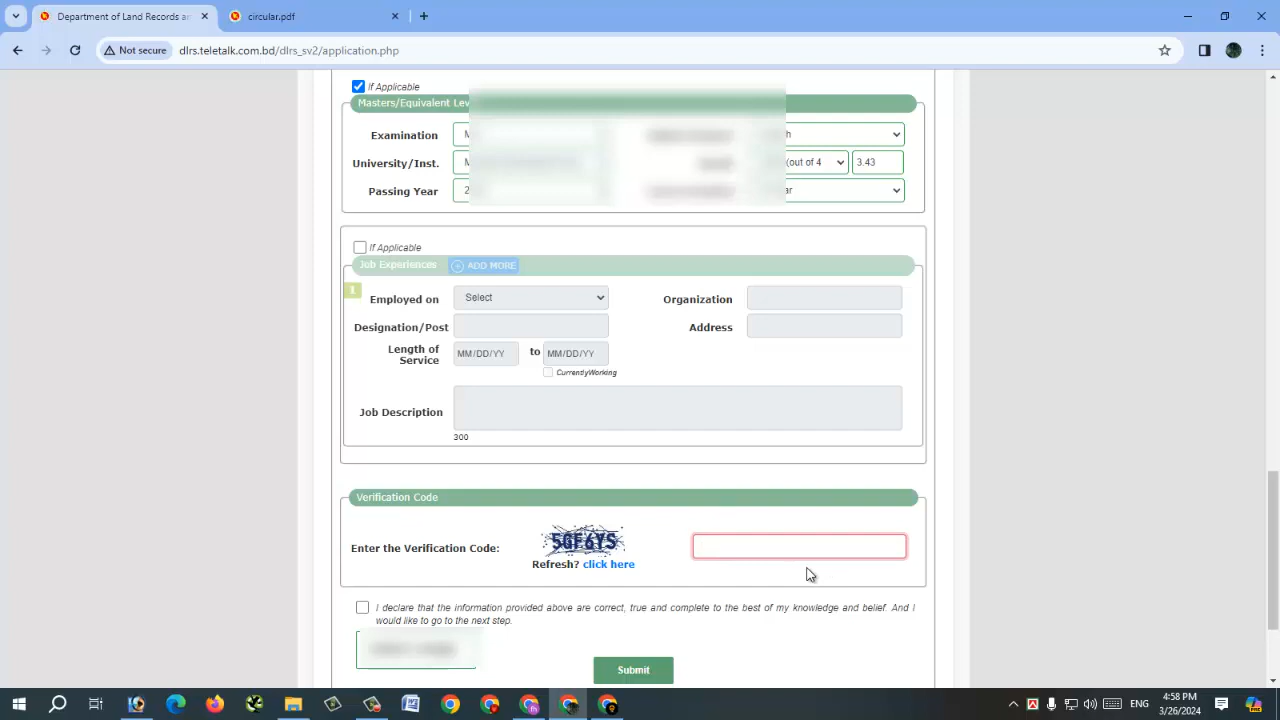 Department of Land Records an
circular.pdf
Not secure
dlrs.teletalk.com.bd/dlrs_sv2/application.php
If Applicable
Masters/Equivalent Lev
Examination
University/Inst.
(out of 4
3.43
Passing Year
If Applicable
Job Experiences
ADD MORE
1
Employed on
Select
Organization
Designation/Post
Address
Length of
Service
MM/DD/YY
to
MM/DD/YY
CurrentlyWorking
Job Description
300
Verification Code
Enter the Verification Code:
5GF6YS
Refresh? click here
I declare that the information provided above are correct, true and complete to the best of my knowledge and belief. And I
would like to go to the next step.
Submit
ENG
4:58 PM
3/26/2024